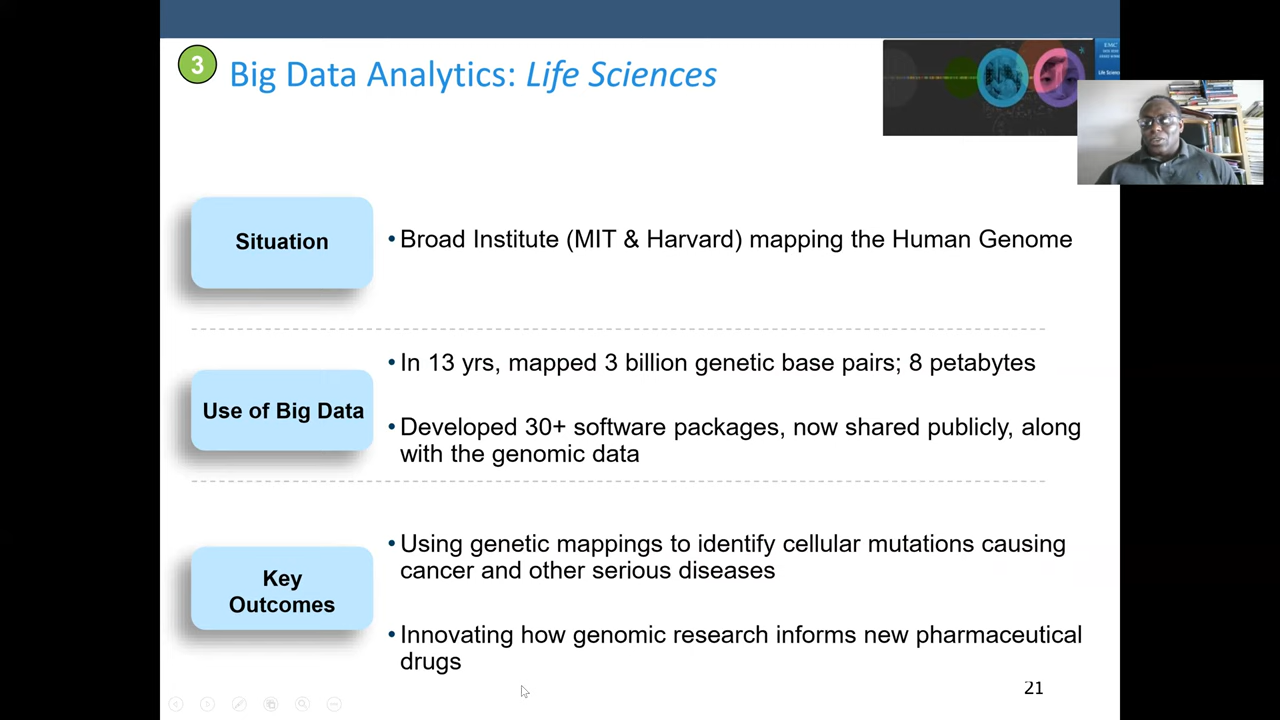 3
Big Data Analytics: Life Sciences
EMC
Situation
• Broad Institute (MIT & Harvard) mapping the Human Genome
Use of Big Data
• In 13 yrs, mapped 3 billion genetic base pairs; 8 petabytes
• Developed 30+ software packages, now shared publicly, along
with the genomic data
Key
Outcomes
• Using genetic mappings to identify cellular mutations causing
cancer and other serious diseases
• Innovating how genomic research informs new pharmaceutical
drugs
21